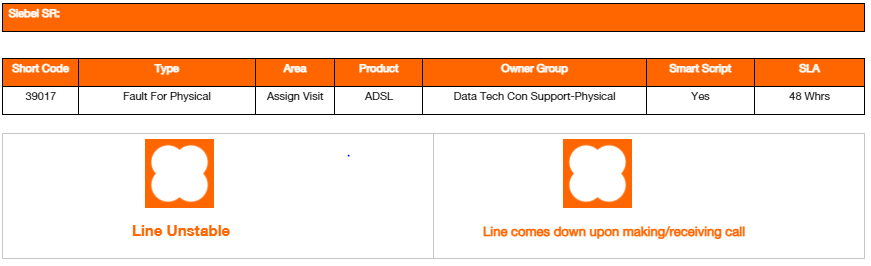 Siebel SR:
Short Code Type Area Product Owner Group Smart Script SLA
39017 Fault For Physical Assign Visit ADSL Data Tech Con Support-Physical Yes 48 Whrs
Line Unstable Line comes down upon making/receiving call